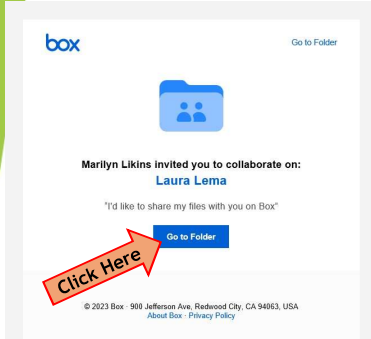 box
Go to Folder
Marilyn Likins invited you to collaborate on:
Laura Lema
"I'd like to share my files with you on Box"
Go to Folder
Click Here
© 2023 Box · 900 Jefferson Ave, Redwood City, CA 94063, USA
About Box · Privacy Policy